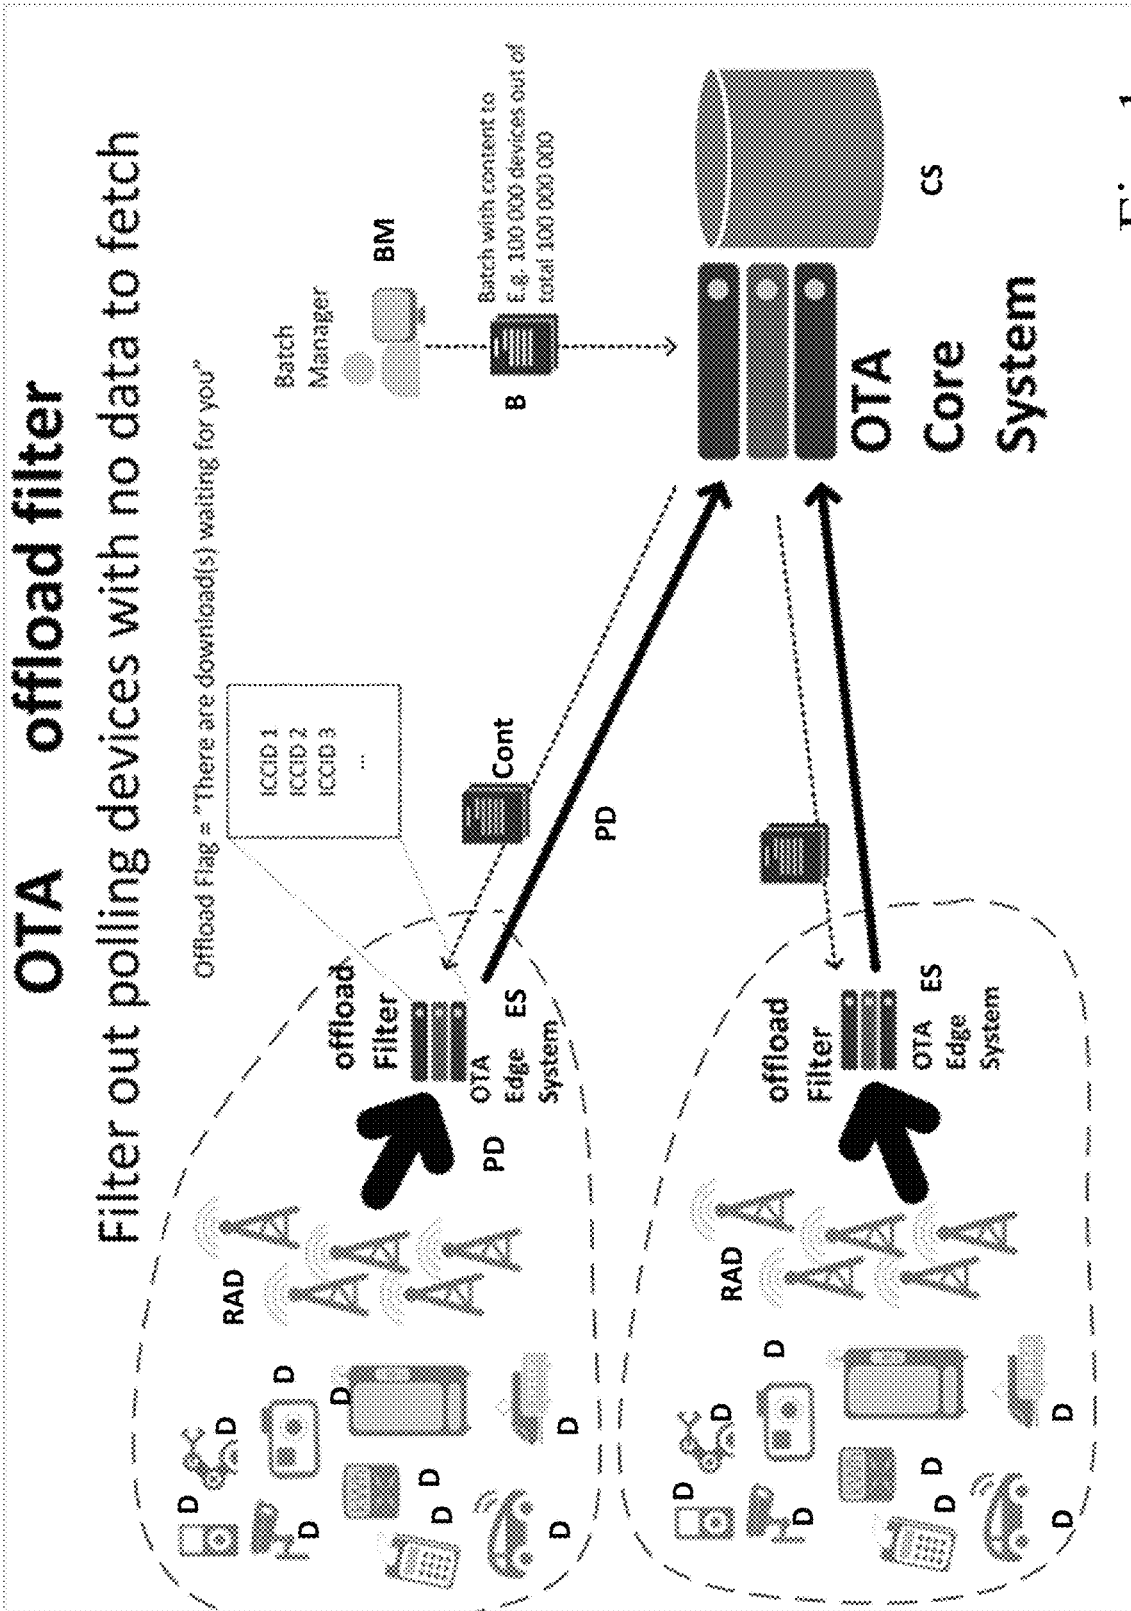 OTA offload filter
Filter out polling devices with no data to fetch
Offload Flag = "There are download(s) waiting for you"
Batch
Manager
BM
ICCID 1
ICCID 2
ICCID 3
...
Batch with content to
E.g. 100 000 devices out of
total 100 000 000
B
Cont
PD
offload
Filter
OTA
Edge
System
ES
PD
RAD
D
D
D
D
D
D
D
D
D
OTA
Core
System
CS
offload
Filter
OTA
Edge
System
ES
RAD
D
D
D
D
D
D
D
D